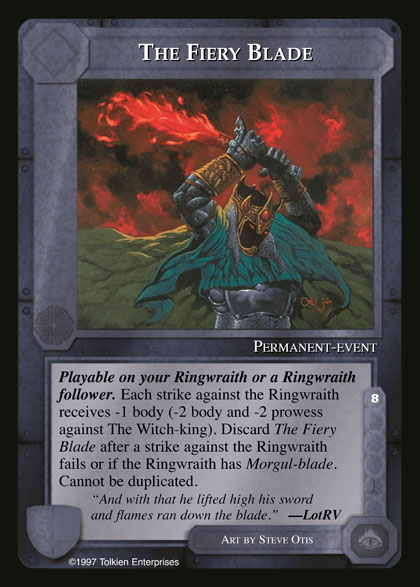 THE FIERY BLADE
PERMANENT-EVENT
Playable on your Ringwraith or a Ringwraith
follower. Each strike against the Ringwraith
receives -1 body (-2 body and -2 prowess
against The Witch-king). Discard The Fiery
Blade after a strike against the Ringwraith
fails or if the Ringwraith has Morgul-blade.
Cannot be duplicated.
8
“And with that he lifted high his sword
and flames ran down the blade.” —LotRV
ART BY STEVE OTIS
©1997 Tolkien Enterprises